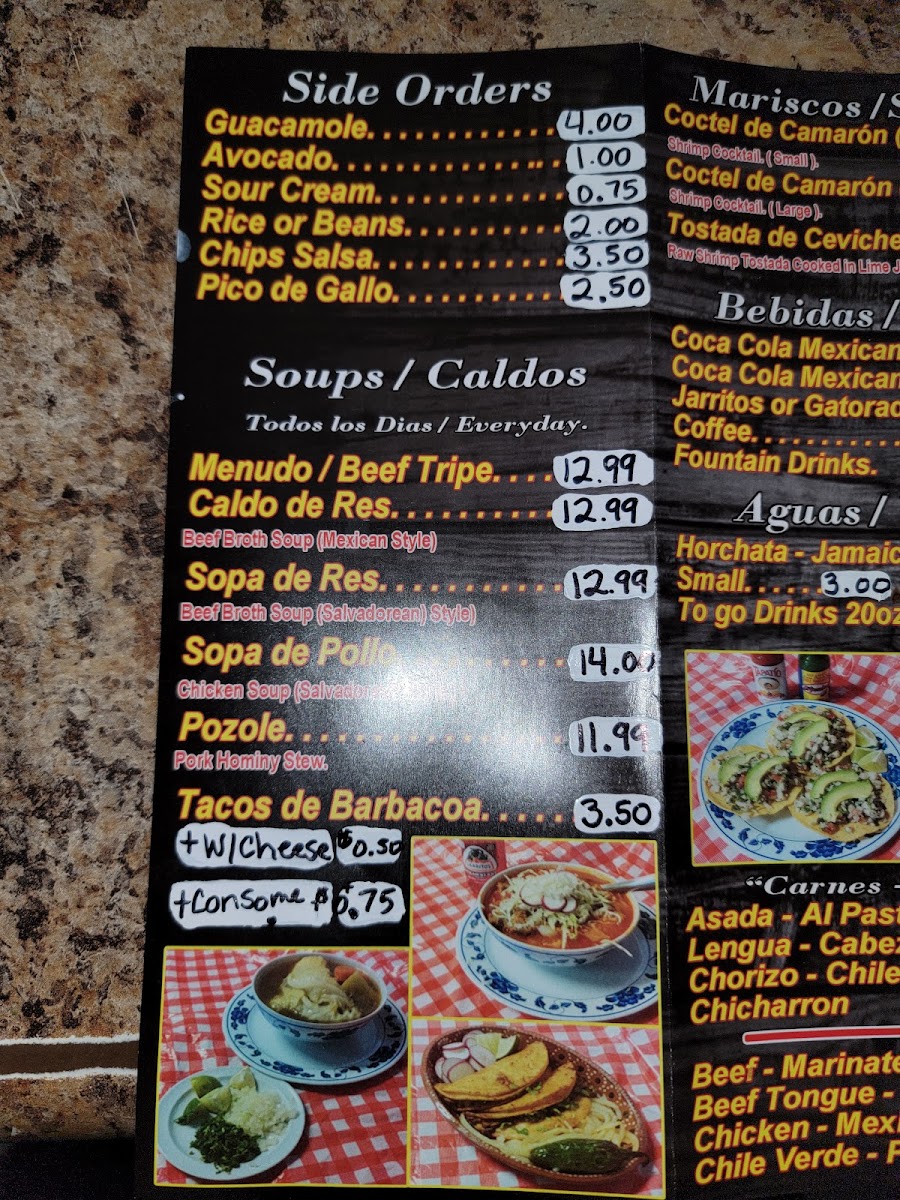 Side Orders
Guacamole............ 4.00
Avocado.............. 1.00
Sour Cream........... 0.75
Rice or Beans.......... 2.00
Chips Salsa............ 3.50
Pico de Gallo.......... 2.50
Soups / Caldos
Todos los Dias / Everyday.
Menudo / Beef Tripe.... 12.99
Caldo de Res.......... 12.99
Beef Broth Soup (Mexican Style)
Sopa de Res........... 12.99
Beef Broth Soup (Salvadorean) Style)
Sopa de Pollo......... 14.00
Chicken Soup
Pozole................ 11.99
Pork Hominy Stew.
Tacos de Barbacoa..... 3.50
+ W/Cheese $0.50
+Consome $0.75
Mariscos /
Coctel de Camarón (
Shrimp Cocktail. ( Small ).
Coctel de Camarón
Shrimp Cocktail. ( Large ).
Tostada de Ceviche
Raw Shrimp Tostada Cooked in Lime
Bebidas /
Coca Cola Mexican
Coca Cola Mexican
Jarritos or
Coffee..........
Fountain Drinks.
Aguas /
Horchata -
Small...... 3.00
To go Drinks 20oz
"Carnes -
Asada - Al
Lengua -
Chorizo - Chile
Chicharron
Beef -
Beef Tongue -
Chicken -
Chile Verde -